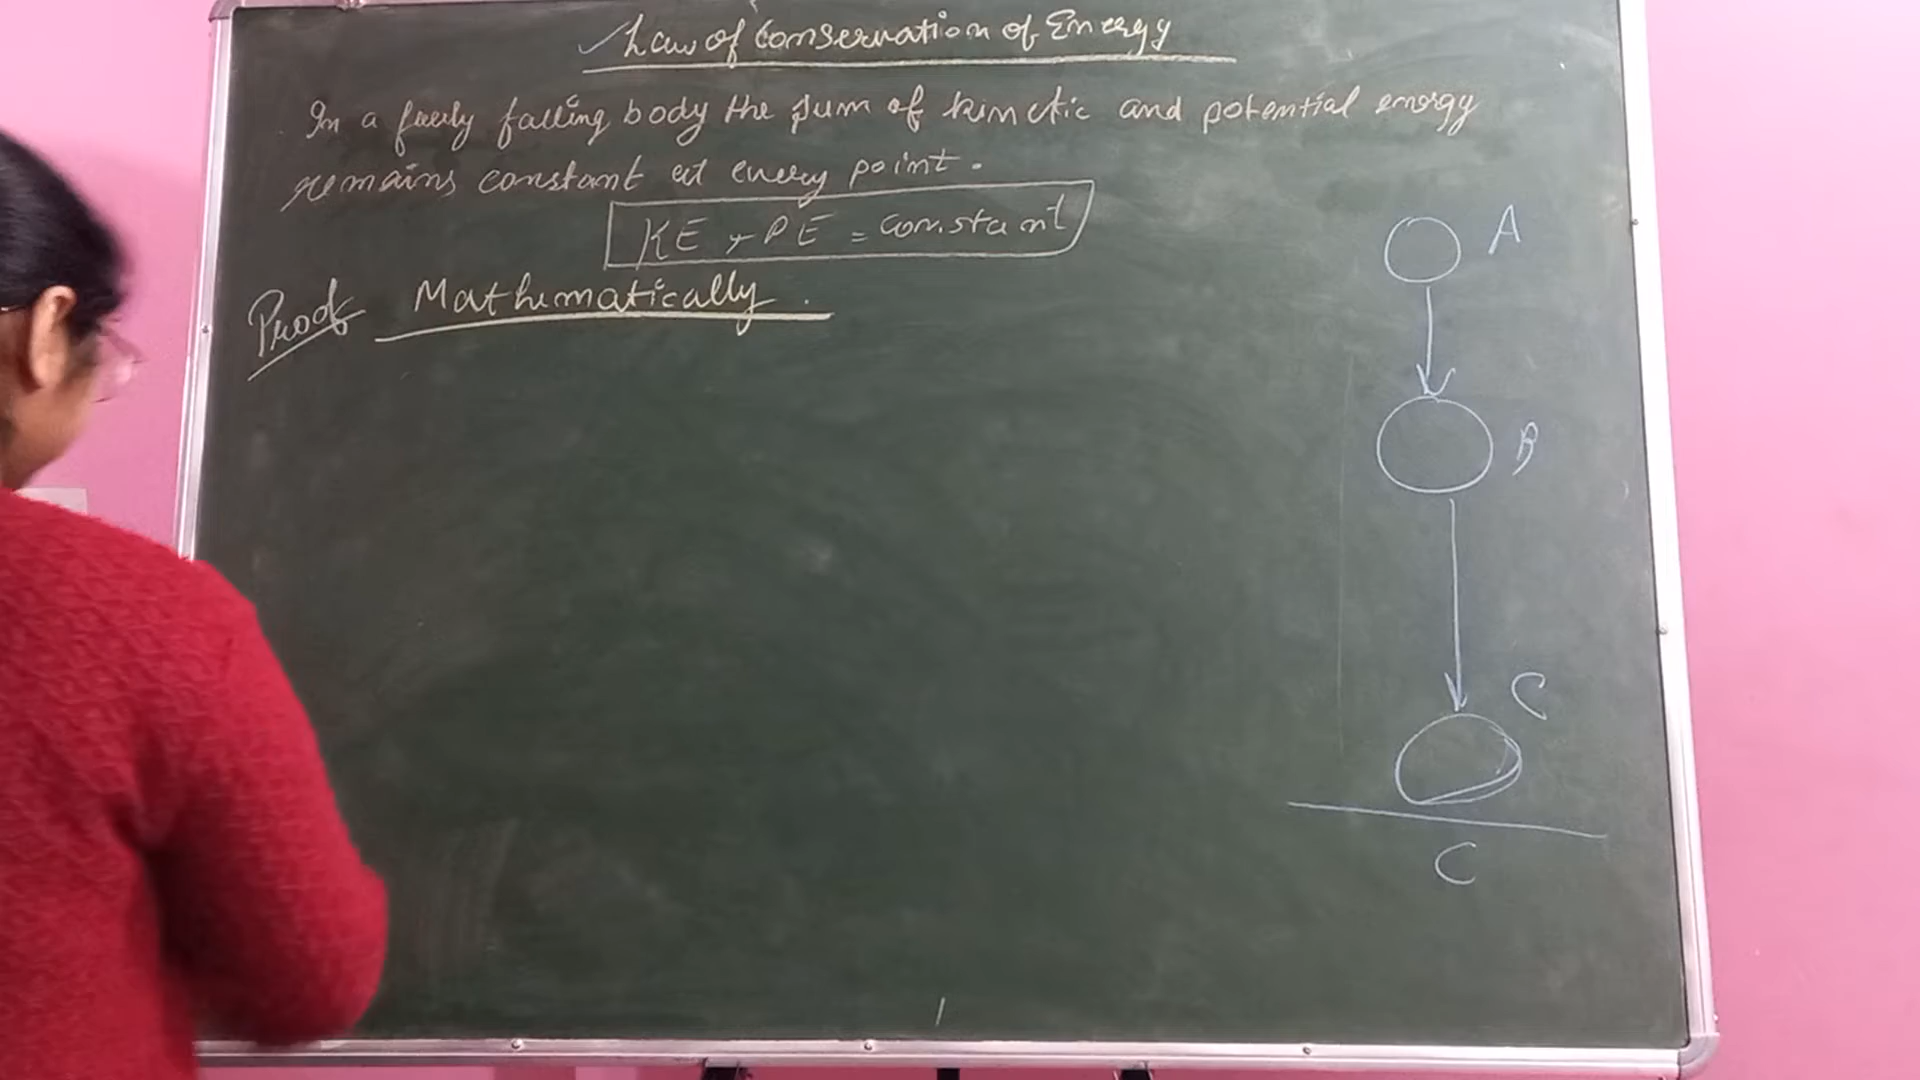 Law of Conservation of Energy
In a freely falling body the sum of kinetic and potential energy
remains constant at every point.
KE + PE = constant
Proof Mathematically.
A
B
C
C